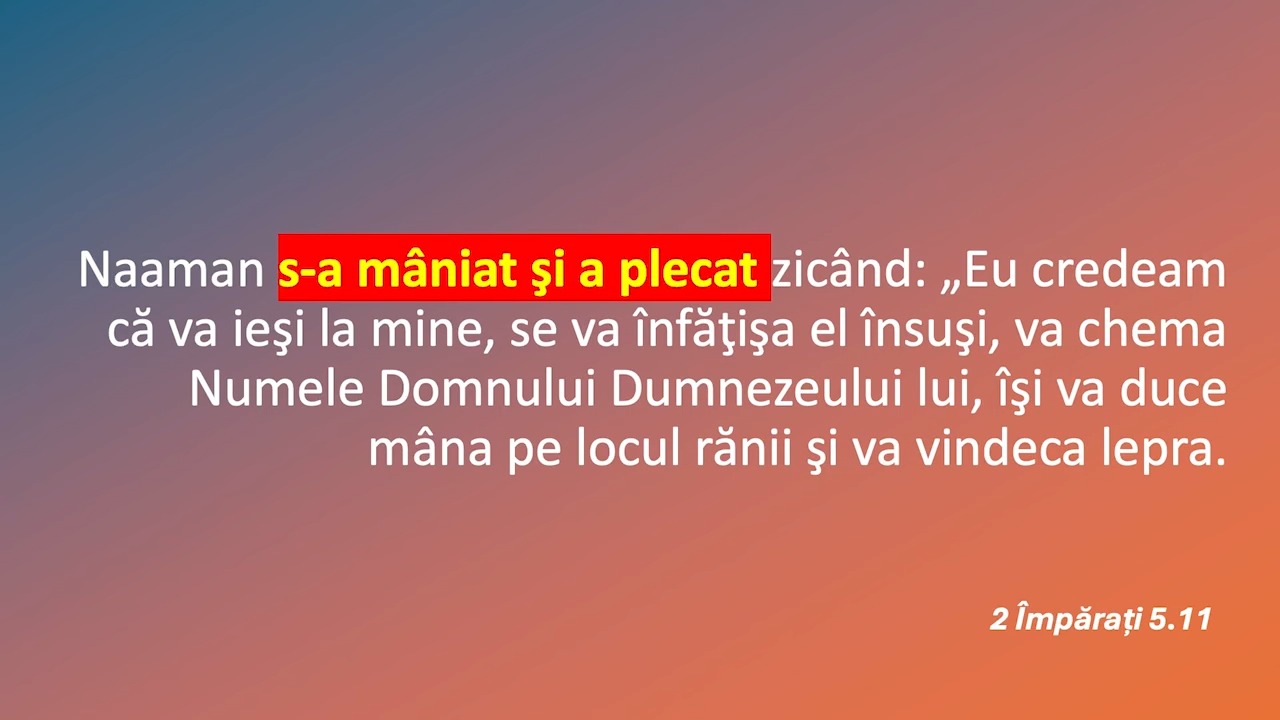 Naaman s-a mâniat şi a plecat zicând: „Eu credeam
că va ieşi la mine, se va înfăţişa el însuşi, va chema
Numele Domnului Dumnezeului lui, îşi va duce
mâna pe locul rănii şi va vindeca lepra.
2 Împărați 5.11